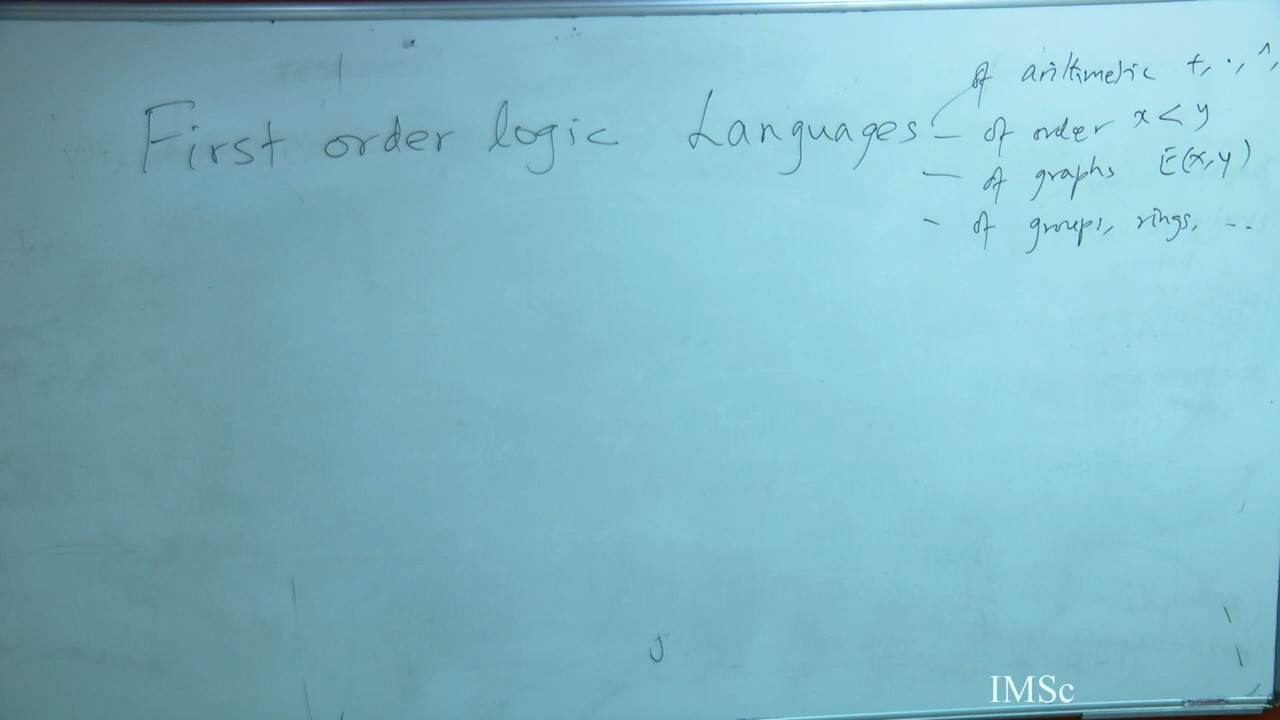 First order logic Languages
of arithmetic +, ·, ^,
— of order x < y
— of graphs E(x,y)
- of groups, rings, ...
IMSc